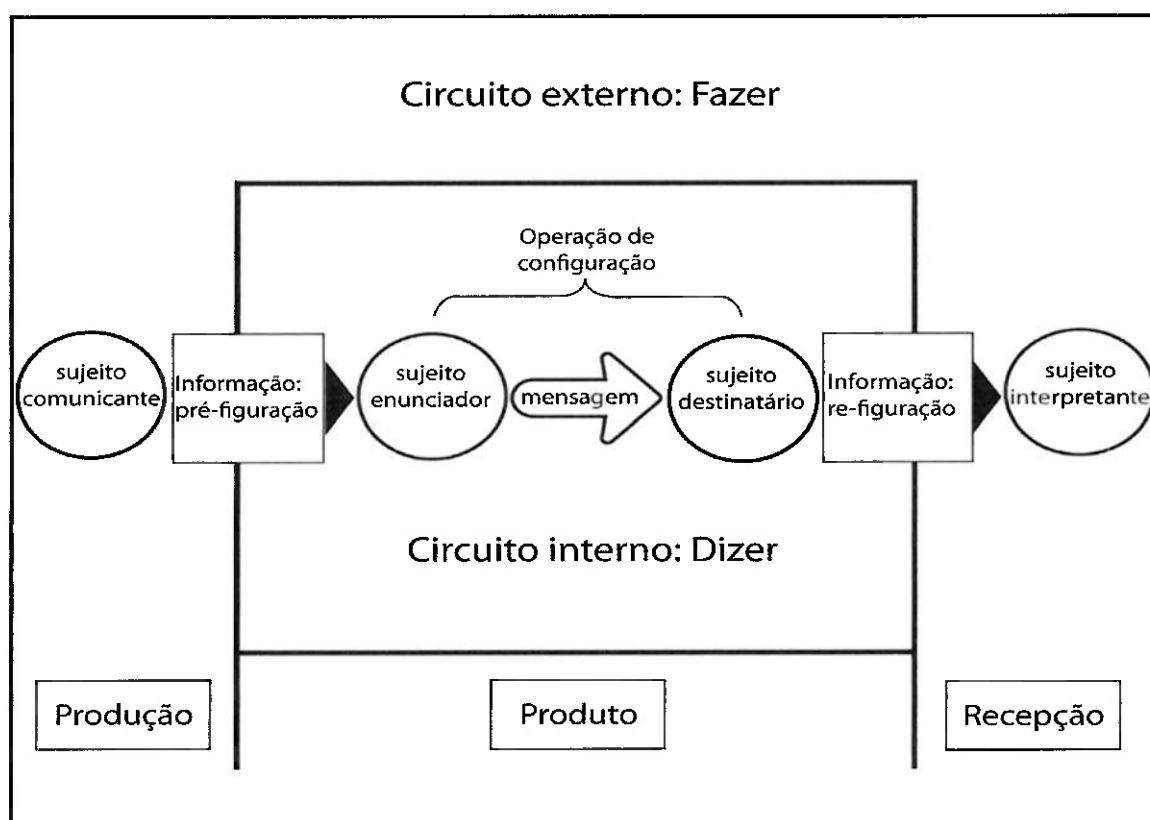 Circuito externo: Fazer
Operação de
configuração
sujeito
comunicante
Informação:
pré-figuração
sujeito
enunciador
mensagem
sujeito
destinatário
Informação:
re-figuração
sujeito
interpretante
Circuito interno: Dizer
Produção
Produto
Recepção